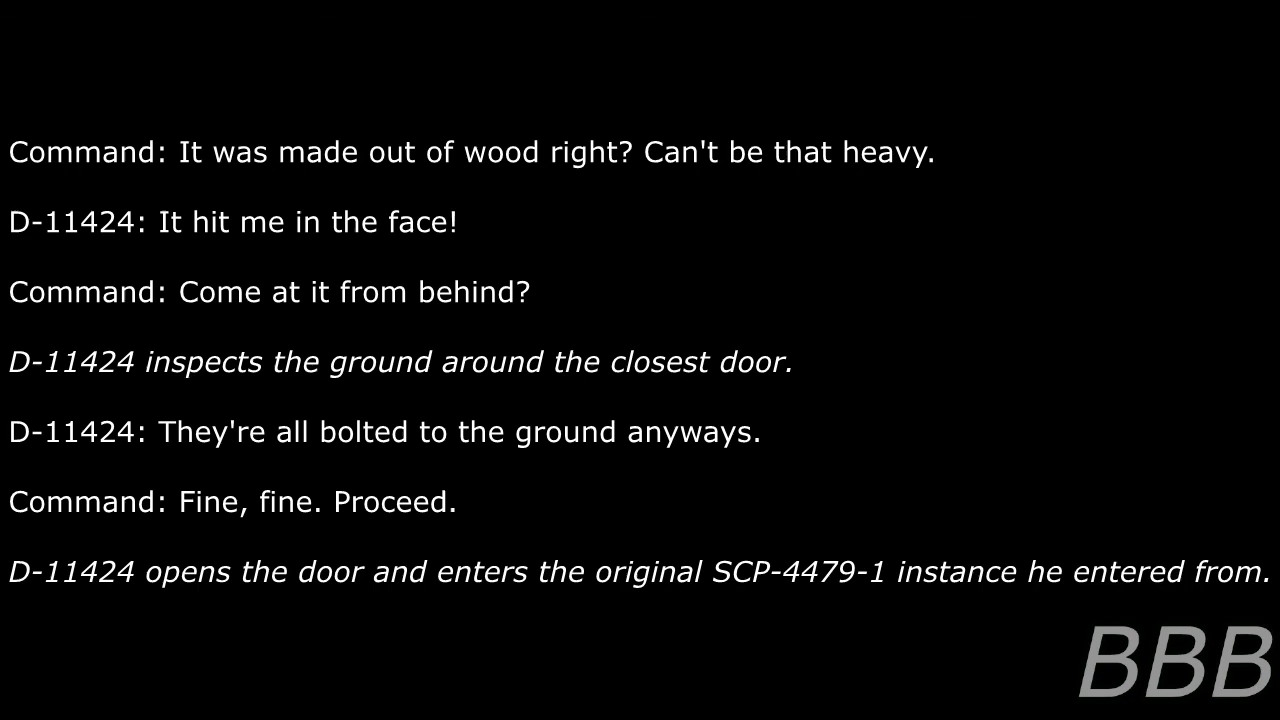 Command: It was made out of wood right? Can't be that heavy.
D-11424: It hit me in the face!
Command: Come at it from behind?
D-11424 inspects the ground around the closest door.
D-11424: They're all bolted to the ground anyways.
Command: Fine, fine. Proceed.
D-11424 opens the door and enters the original SCP-4479-1 instance he entered from.
BBB